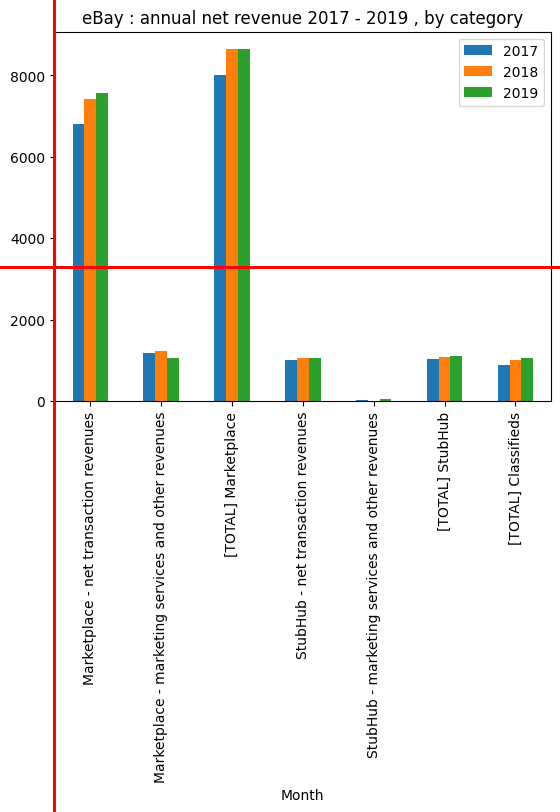 eBay : annual net revenue 2017 - 2019 , by category
2017
2018
2019
8000
6000
4000
2000
0
Marketplace - net transaction revenues
Marketplace - marketing services and other revenues
[TOTAL] Marketplace
StubHub - net transaction revenues
StubHub - marketing services and other revenues
[TOTAL] StubHub
[TOTAL] Classifieds
Month